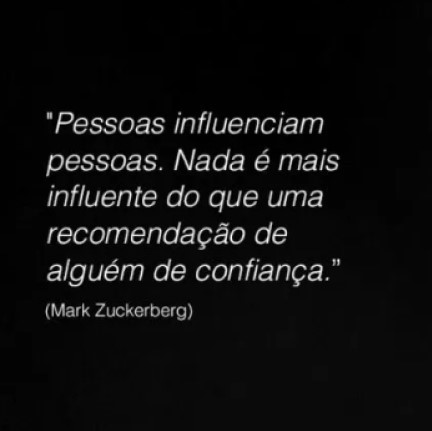 "Pessoas influenciam
pessoas. Nada é mais
influente do que uma
recomendação de
alguém de confiança.”
(Mark Zuckerberg)